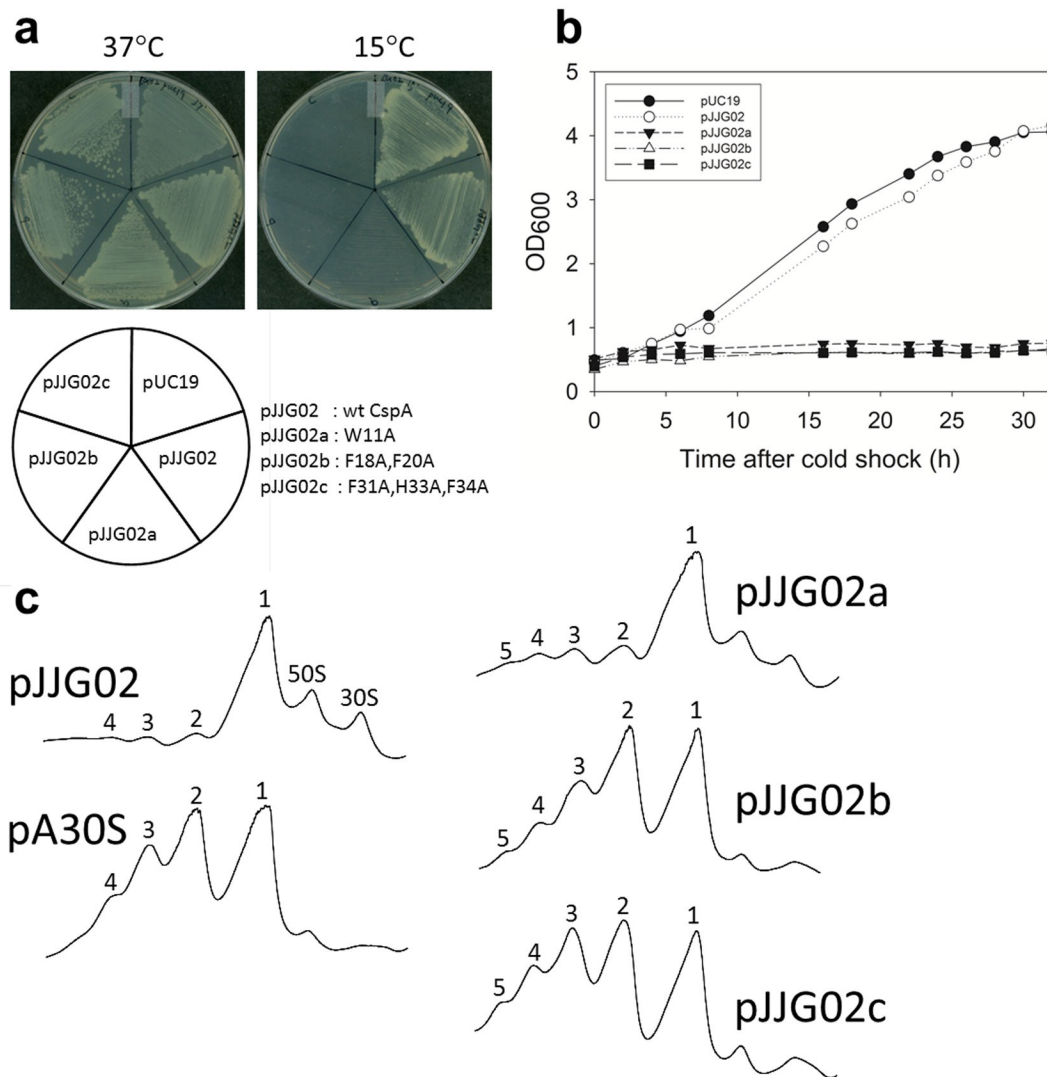 a
37°C
15°C
pJJG02c
pUC19
pJJG02b
pJJG02
pJJG02a
pJJG02 : wt CspA
pJJG02a : W11A
pJJG02b : F18A,F20A
pJJG02c : F31A,H33A,F34A
b
5
4
3
2
1
0
OD600
pUC19
pJJG02
pJJG02a
pJJG02b
pJJG02c
0 5 10 15 20 25 30
Time after cold shock (h)
c
pJJG02
4 3 2 1 50S 30S
pA30S
4 3 2 1
pJJG02a
5 4 3 2 1
pJJG02b
5 4 3 2 1
pJJG02c
5 4 3 2 1